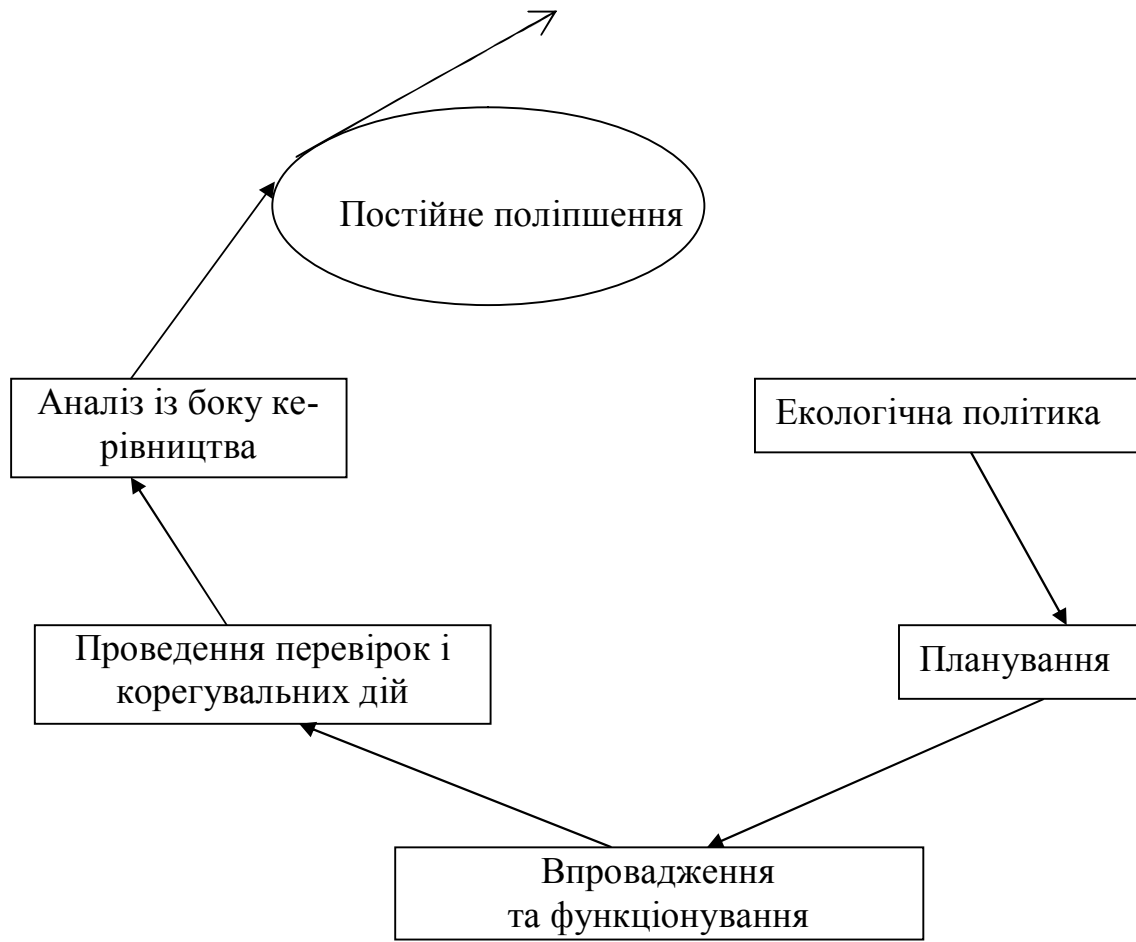 Постійне поліпшення
Аналіз із боку ке-
рівництва
Екологічна політика
Проведення перевірок і
корегувальних дій
Планування
Впровадження
та функціонування